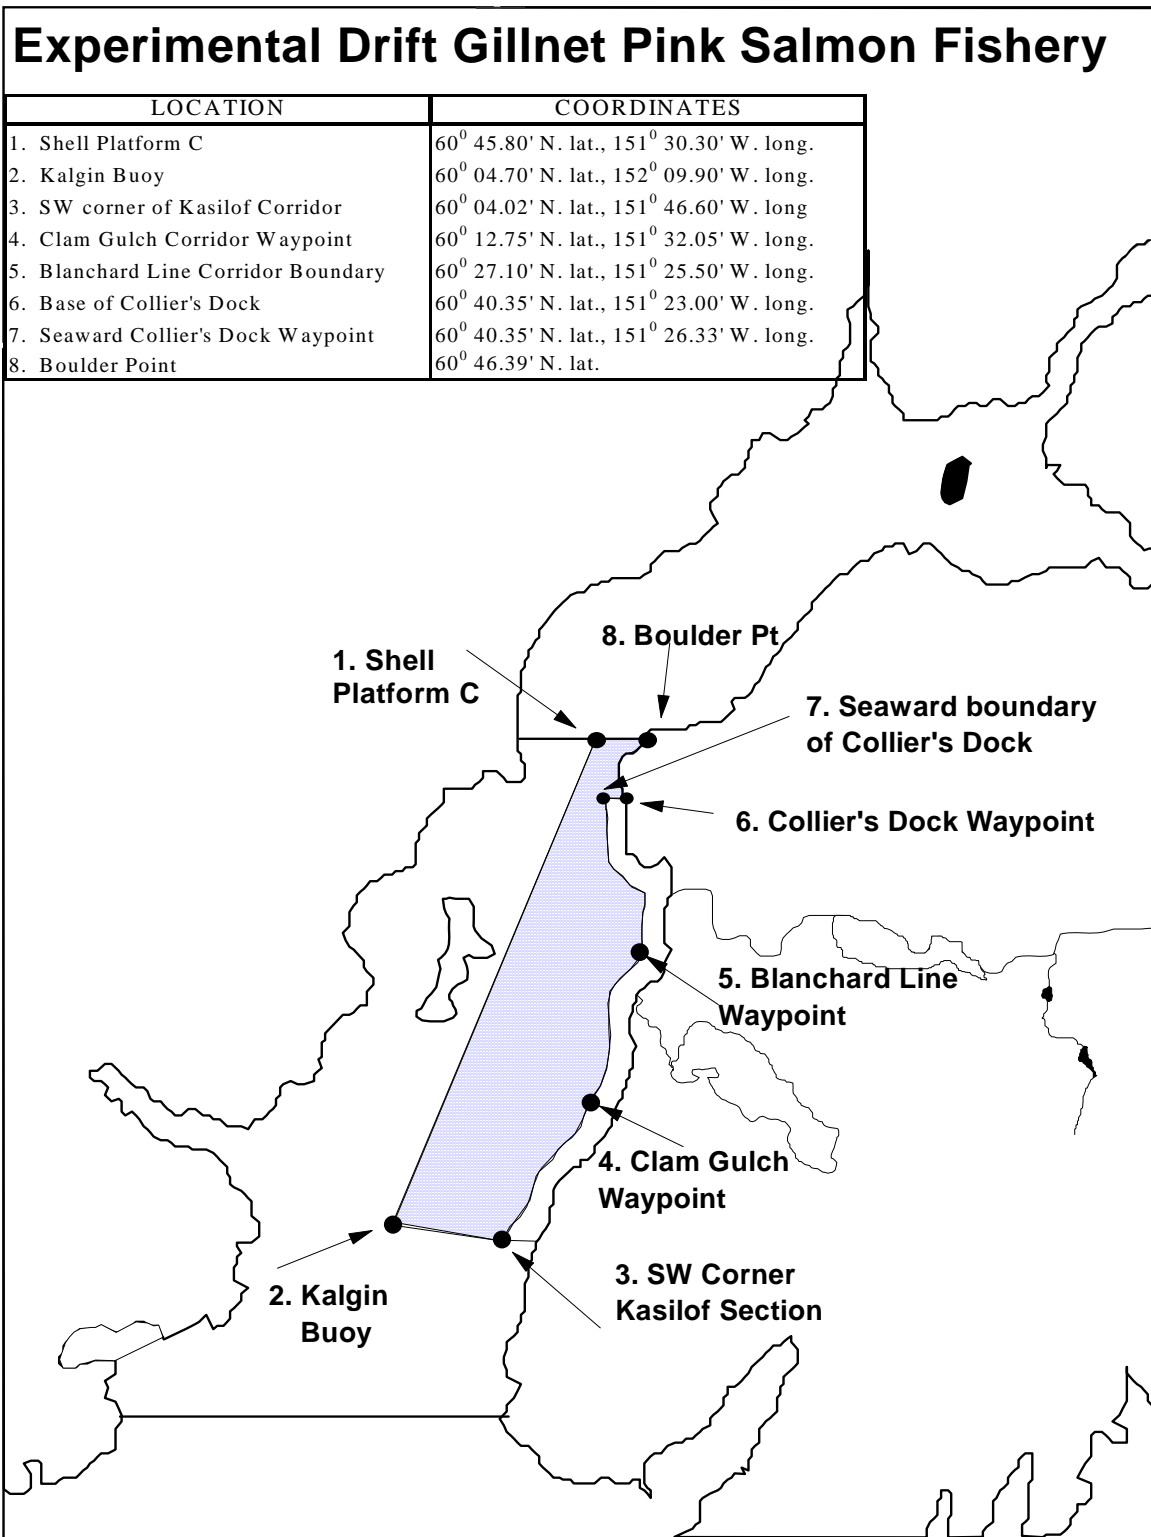 Experimental Drift Gillnet Pink Salmon Fishery
LOCATION COORDINATES
1. Shell Platform C 60⁰ 45.80' N. lat., 151⁰ 30.30' W. long.
2. Kalgin Buoy 60⁰ 04.70' N. lat., 152⁰ 09.90' W. long.
3. SW corner of Kasilof Corridor 60⁰ 04.02' N. lat., 151⁰ 46.60' W. long
4. Clam Gulch Corridor Waypoint 60⁰ 12.75' N. lat., 151⁰ 32.05' W. long.
5. Blanchard Line Corridor Boundary 60⁰ 27.10' N. lat., 151⁰ 25.50' W. long.
6. Base of Collier's Dock 60⁰ 40.35' N. lat., 151⁰ 23.00' W. long.
7. Seaward Collier's Dock Waypoint 60⁰ 40.35' N. lat., 151⁰ 26.33' W. long.
8. Boulder Point 60⁰ 46.39' N. lat.
8. Boulder Pt
1. Shell
Platform C
7. Seaward boundary
of Collier's Dock
6. Collier's Dock Waypoint
5. Blanchard Line
Waypoint
4. Clam Gulch
Waypoint
3. SW Corner
Kasilof Section
2. Kalgin
Buoy